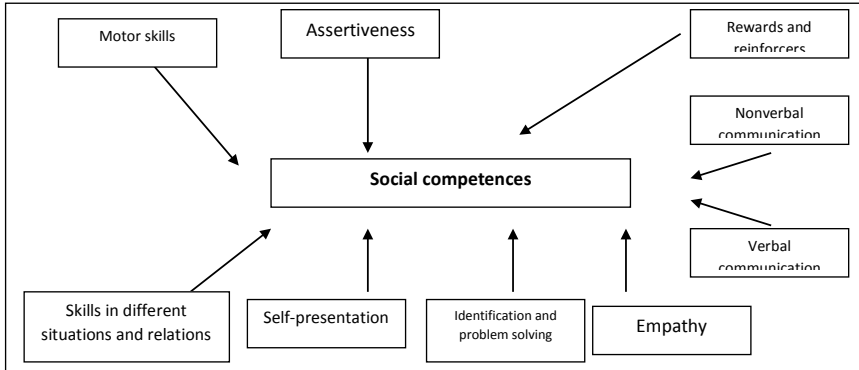 Motor skills
Assertiveness
Rewards and
reinforcers
Nonverbal
communication
Social competences
Verbal
communication
Skills in different
situations and relations
Self-presentation
Identification and
problem solving
Empathy